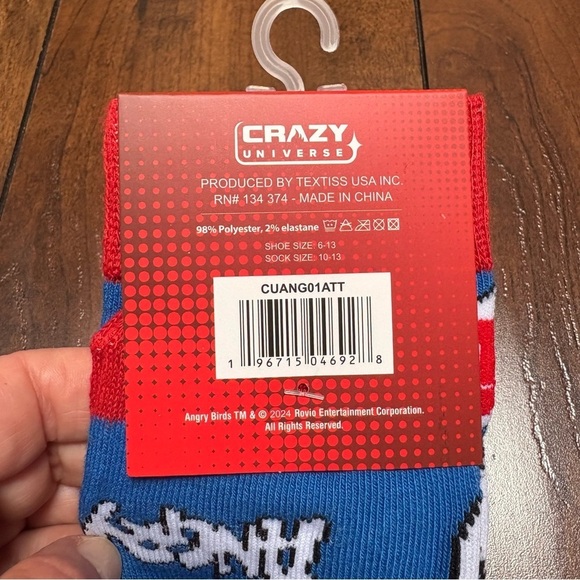 CRAZY
UNIVERSE
PRODUCED BY TEXTISS USA INC.
RN# 134 374 - MADE IN CHINA
98% Polyester, 2% elastane
SHOE SIZE: 6-13
SOCK SIZE: 10-13
CUANG01ATT
1 96715 04692 8
Angry Birds TM & © 2024 Rovio Entertainment Corporation.
All Rights Reserved.
ANGR